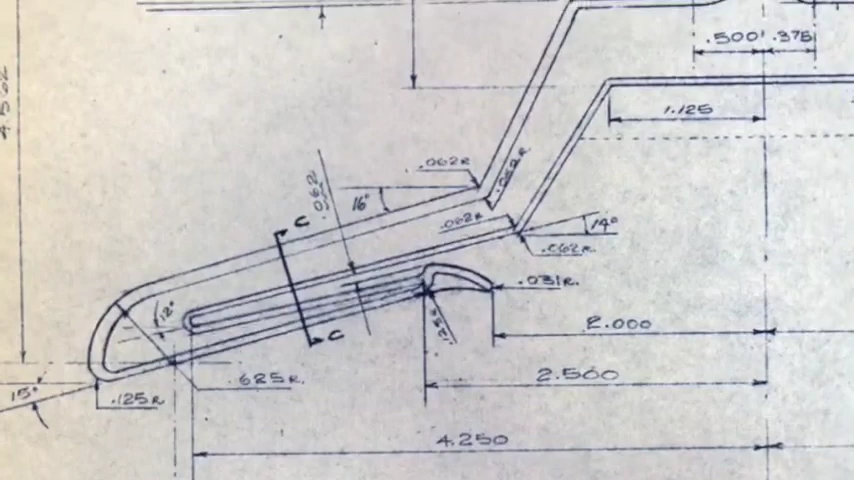 .500' .375
1.125
.062R
.062R
.062
16°
.062R
14°
.062R.
C
.031R.
12°
.125R
2.000
C
2.500
.625R.
15°
.125R
4.250